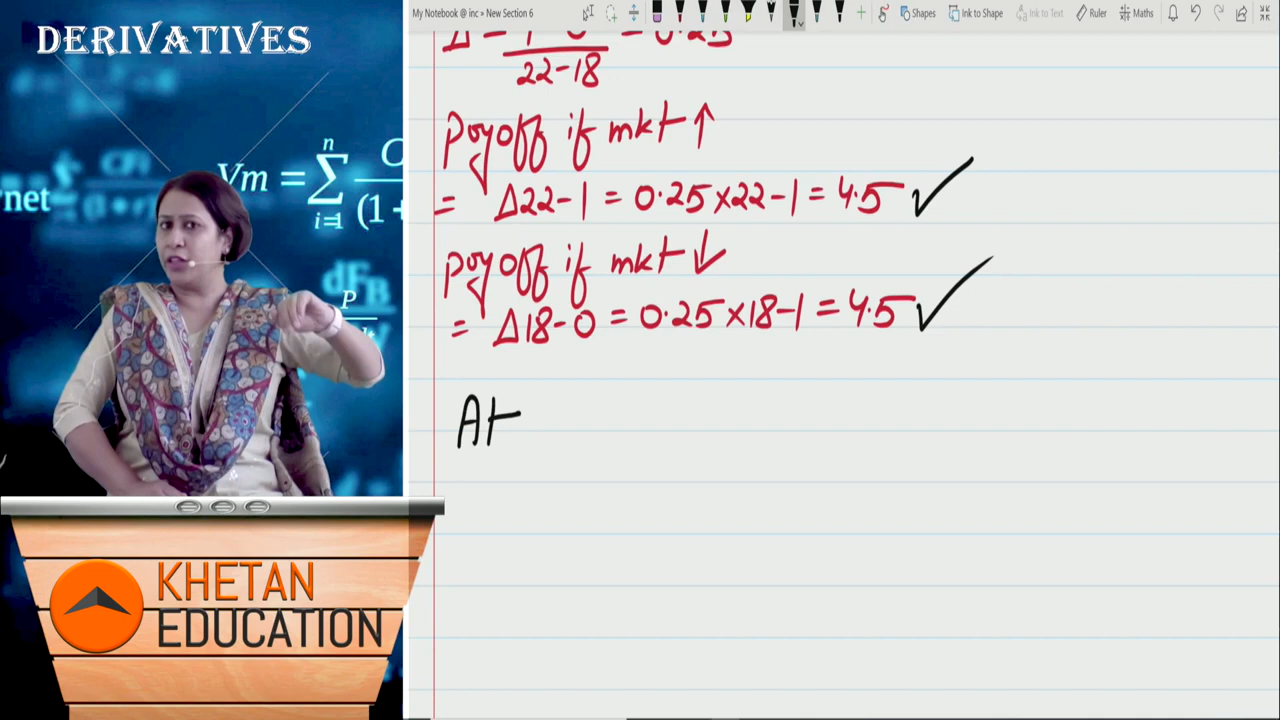 DERIVATIVES
My Notebook @ inc » New Section 6
Shapes
Ink to Shape
Ink to Text
Ruler
Maths
22-18
Payoff if mkt ↑
= Δ22-1 = 0.25×22-1 = 4.5 ✓
Payoff if mkt ↓
= Δ18-0 = 0.25×18-1 = 4.5 ✓
At
net
Vm = n ∑ i=1
(1+
dFB
P
KHETAN
EDUCATION